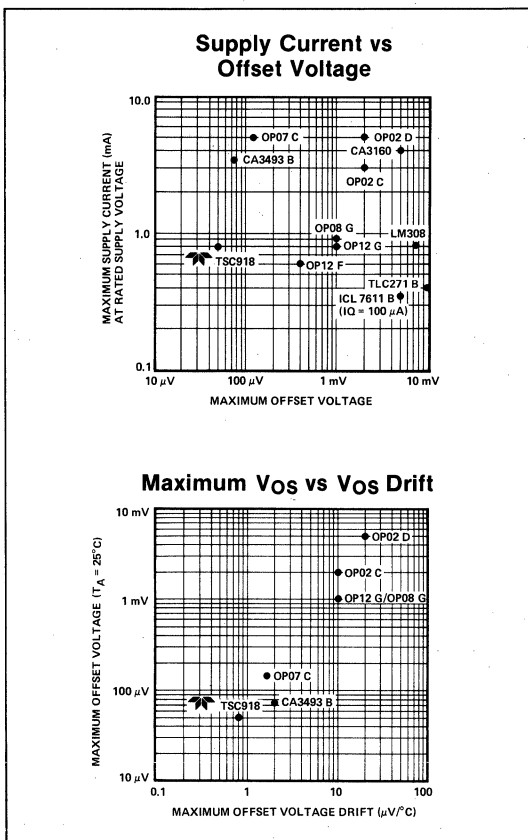 Supply Current vs
Offset Voltage
MAXIMUM SUPPLY CURRENT (mA)
AT RATED SUPPLY VOLTAGE
10.0
1.0
0.1
OP07 C
OP02 D
CA3493 B
CA3160
OP02 C
OP08 G
LM308
OP12 G
TSC918
OP12 F
TLC271 B
ICL 7611 B
(IQ = 100 µA)
10 µV
100 µV
1 mV
10 mV
MAXIMUM OFFSET VOLTAGE
Maximum VOS vs VOS Drift
MAXIMUM OFFSET VOLTAGE (TA = 25°C)
10 mV
1 mV
100 µV
10 µV
OP02 D
OP02 C
OP12 G/OP08 G
OP07 C
TSC918
CA3493 B
0.1
1
10
100
MAXIMUM OFFSET VOLTAGE DRIFT (µV/°C)